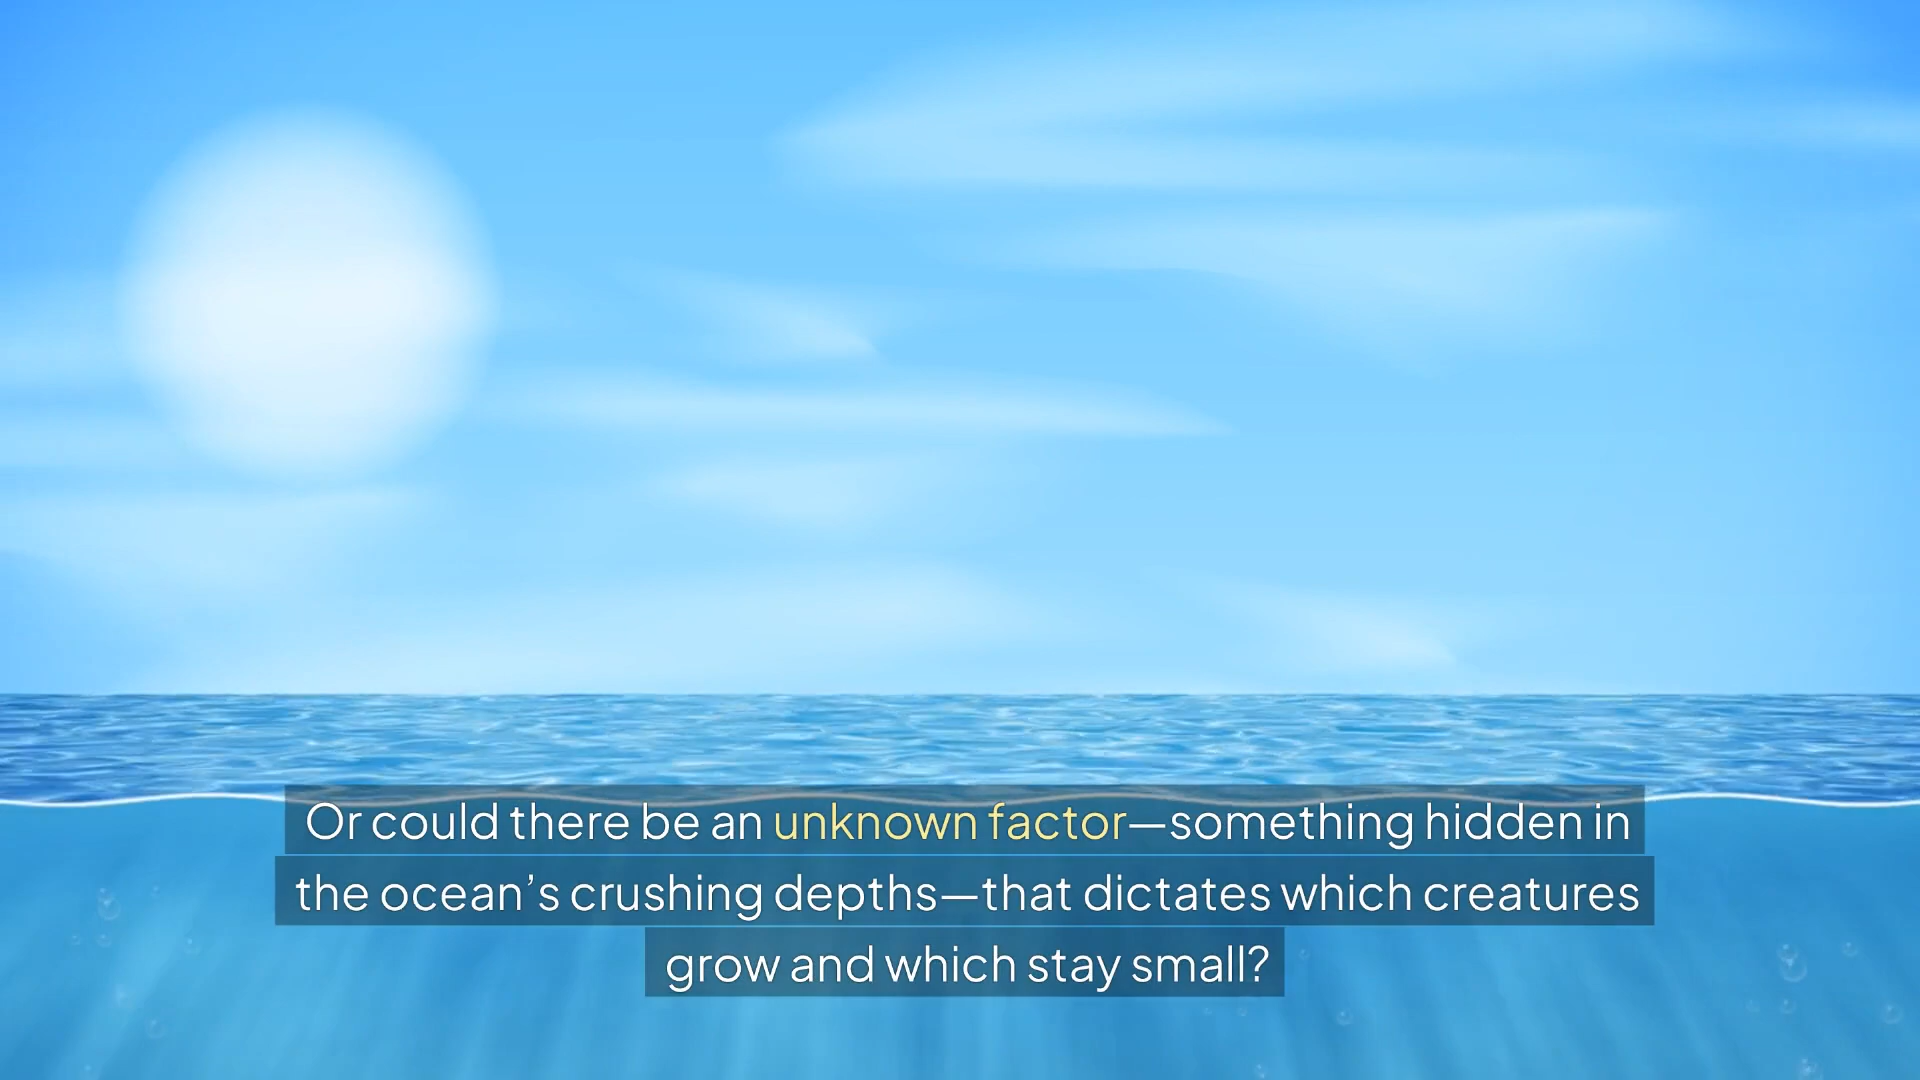 Or could there be an unknown factor—something hidden in
the ocean’s crushing depths—that dictates which creatures
grow and which stay small?